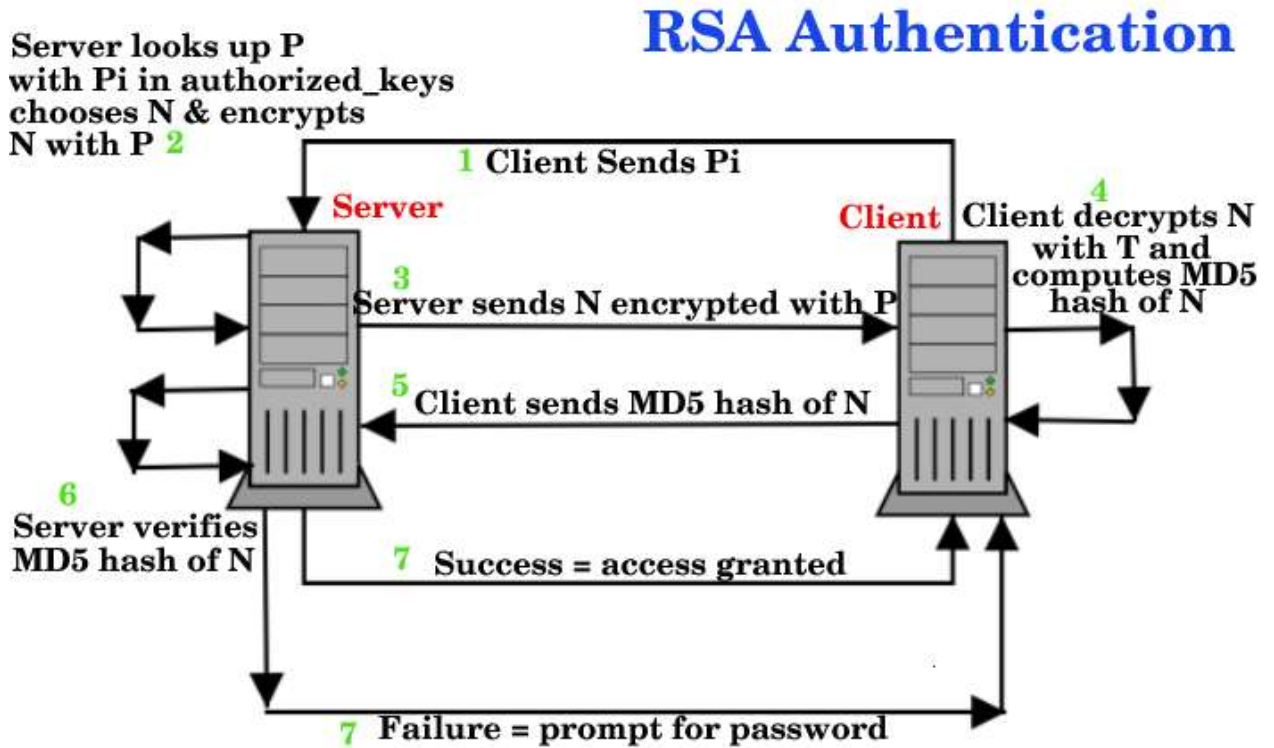 RSA Authentication
Server looks up P
with Pi in authorized_keys
chooses N & encrypts
N with P 2
1 Client Sends Pi
Server
Client
4
Client decrypts N
with T and
computes MD5
hash of N
3
Server sends N encrypted with P
5
Client sends MD5 hash of N
6
Server verifies
MD5 hash of N
7 Success = access granted
7 Failure = prompt for password